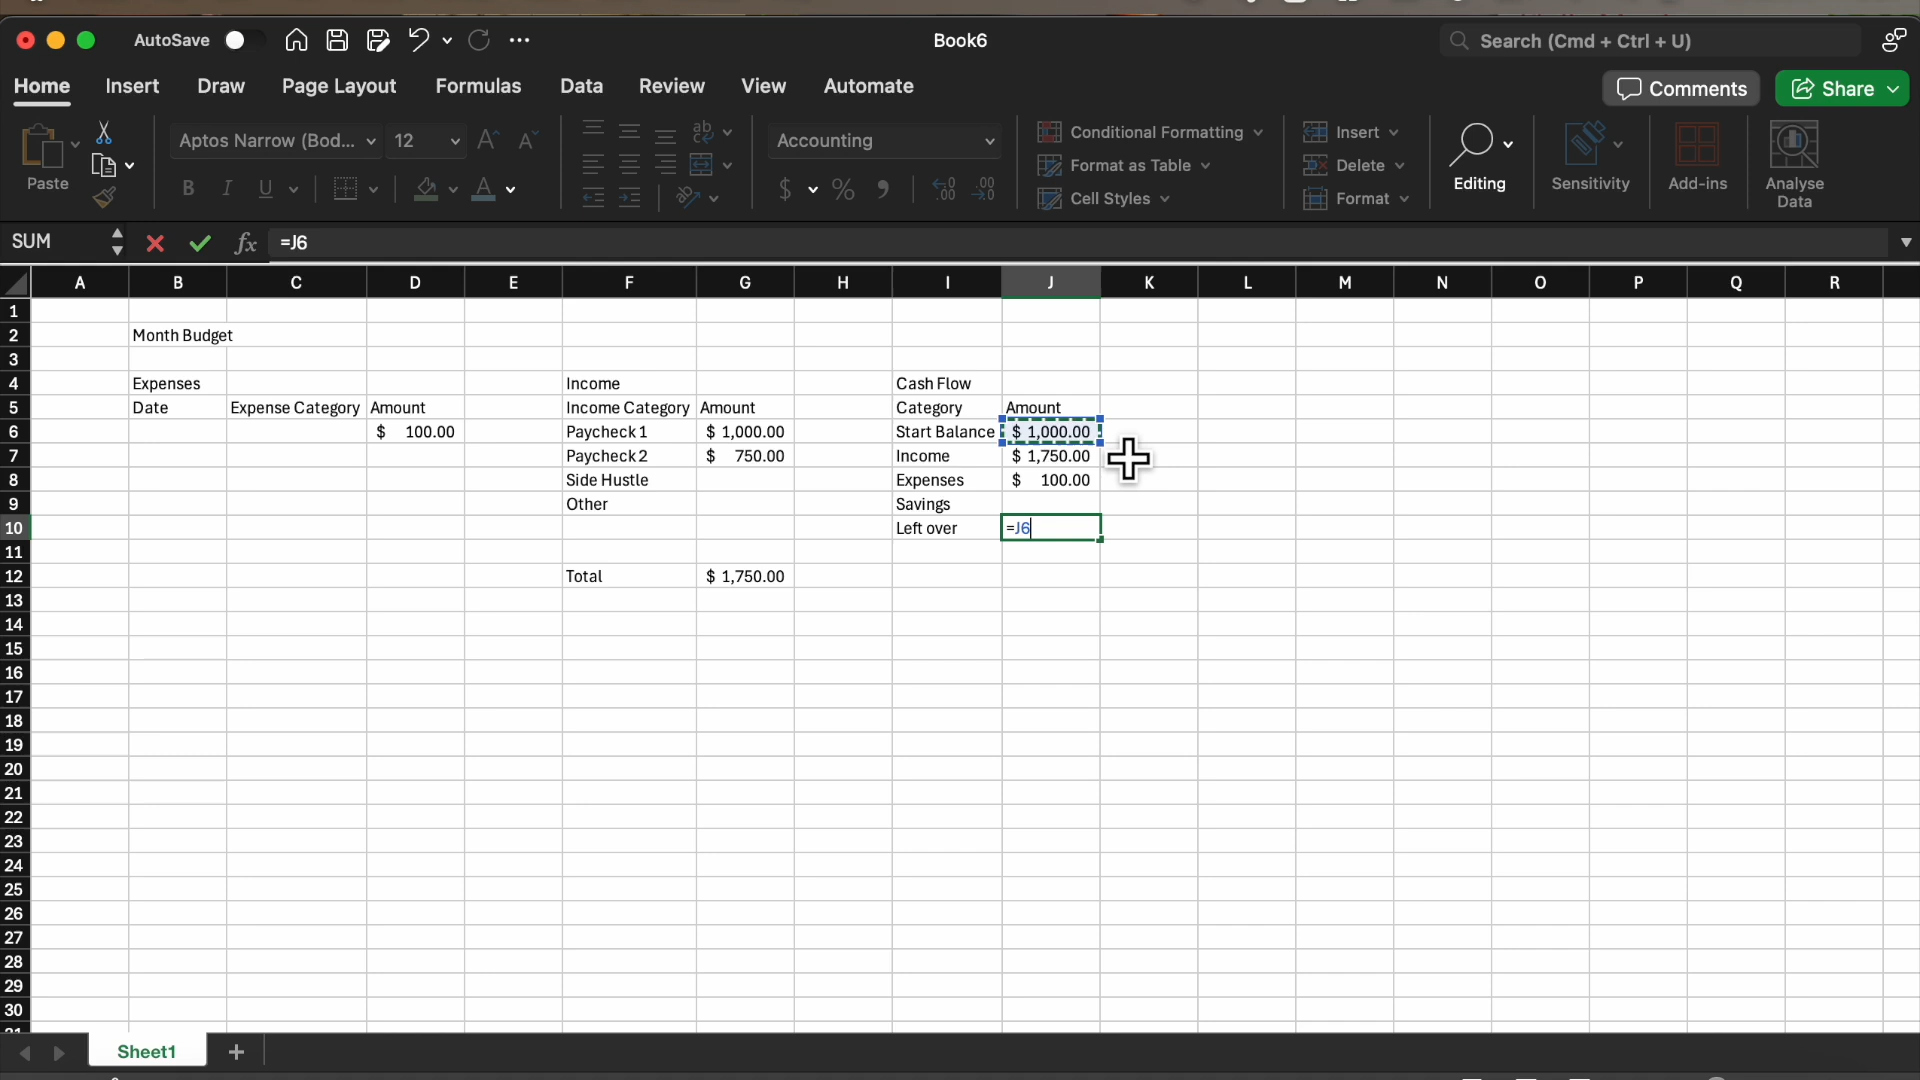 AutoSave
Book6
Search (Cmd + Ctrl + U)
Home Insert Draw Page Layout Formulas Data Review View Automate
Comments Share
Paste
Aptos Narrow (Bod... 12
B I U A
ab
Accounting
$ % 9
Conditional Formatting
Format as Table
Cell Styles
Insert
Delete
Format
Editing
Sensitivity
Add-ins
Analyse
Data
SUM fx =J6
A B C D E F G H I J K L M N O P Q R
1
2 Month Budget
3
4 Expenses Income Cash Flow
5 Date Expense Category Amount Income Category Amount Category Amount
6 $ 100.00 Paycheck 1 $ 1,000.00 Start Balance $ 1,000.00
7 Paycheck 2 $ 750.00 Income $ 1,750.00
8 Side Hustle Expenses $ 100.00
9 Other Savings
10 Left over =J6
11
12 Total $ 1,750.00
13
14
15
16
17
18
19
20
21
22
23
24
25
26
27
28
29
30
Sheet1 +